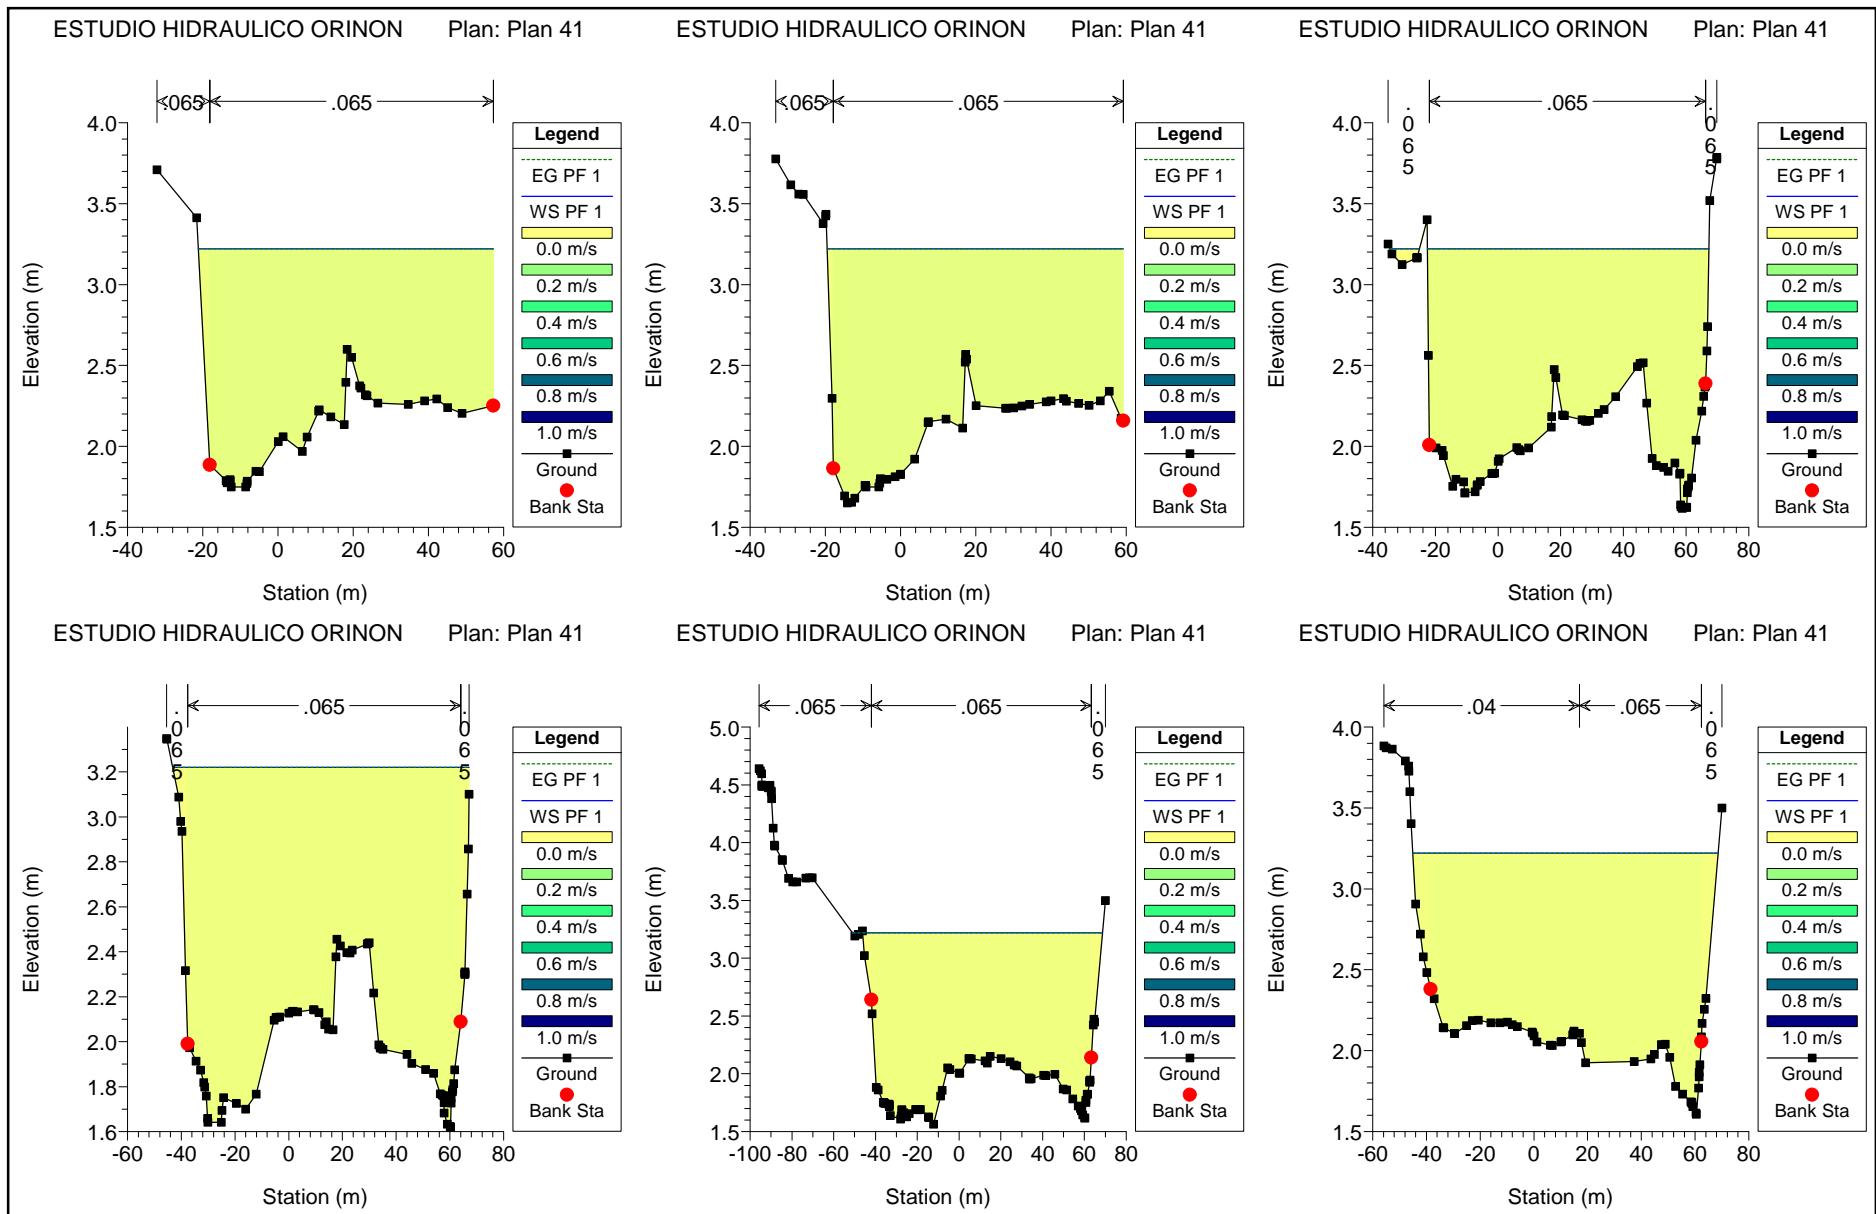 ESTUDIO HIDRAULICO ORINON Plan: Plan 41
.065 .065
4.0
3.5
3.0
2.5
2.0
1.5
-40 -20 0 20 40 60
Elevation (m)
Station (m)
Legend
EG PF 1
WS PF 1
0.0 m/s
0.2 m/s
0.4 m/s
0.6 m/s
0.8 m/s
1.0 m/s
Ground
Bank Sta
ESTUDIO HIDRAULICO ORINON Plan: Plan 41
.065 .065
4.0
3.5
3.0
2.5
2.0
1.5
-40 -20 0 20 40 60
Elevation (m)
Station (m)
Legend
EG PF 1
WS PF 1
0.0 m/s
0.2 m/s
0.4 m/s
0.6 m/s
0.8 m/s
1.0 m/s
Ground
Bank Sta
ESTUDIO HIDRAULICO ORINON Plan: Plan 41
.065 .065 .065
4.0
3.5
3.0
2.5
2.0
1.5
-40 -20 0 20 40 60 80
Elevation (m)
Station (m)
Legend
EG PF 1
WS PF 1
0.0 m/s
0.2 m/s
0.4 m/s
0.6 m/s
0.8 m/s
1.0 m/s
Ground
Bank Sta
ESTUDIO HIDRAULICO ORINON Plan: Plan 41
.065 .065 .065
3.2
3.0
2.8
2.6
2.4
2.2
2.0
1.8
1.6
-60 -40 -20 0 20 40 60 80
Elevation (m)
Station (m)
Legend
EG PF 1
WS PF 1
0.0 m/s
0.2 m/s
0.4 m/s
0.6 m/s
0.8 m/s
1.0 m/s
Ground
Bank Sta
ESTUDIO HIDRAULICO ORINON Plan: Plan 41
.065 .065 .065
5.0
4.5
4.0
3.5
3.0
2.5
2.0
1.5
-100 -80 -60 -40 -20 0 20 40 60 80
Elevation (m)
Station (m)
Legend
EG PF 1
WS PF 1
0.0 m/s
0.2 m/s
0.4 m/s
0.6 m/s
0.8 m/s
1.0 m/s
Ground
Bank Sta
ESTUDIO HIDRAULICO ORINON Plan: Plan 41
.04 .065 .065
4.0
3.5
3.0
2.5
2.0
1.5
-60 -40 -20 0 20 40 60 80
Elevation (m)
Station (m)
Legend
EG PF 1
WS PF 1
0.0 m/s
0.2 m/s
0.4 m/s
0.6 m/s
0.8 m/s
1.0 m/s
Ground
Bank Sta